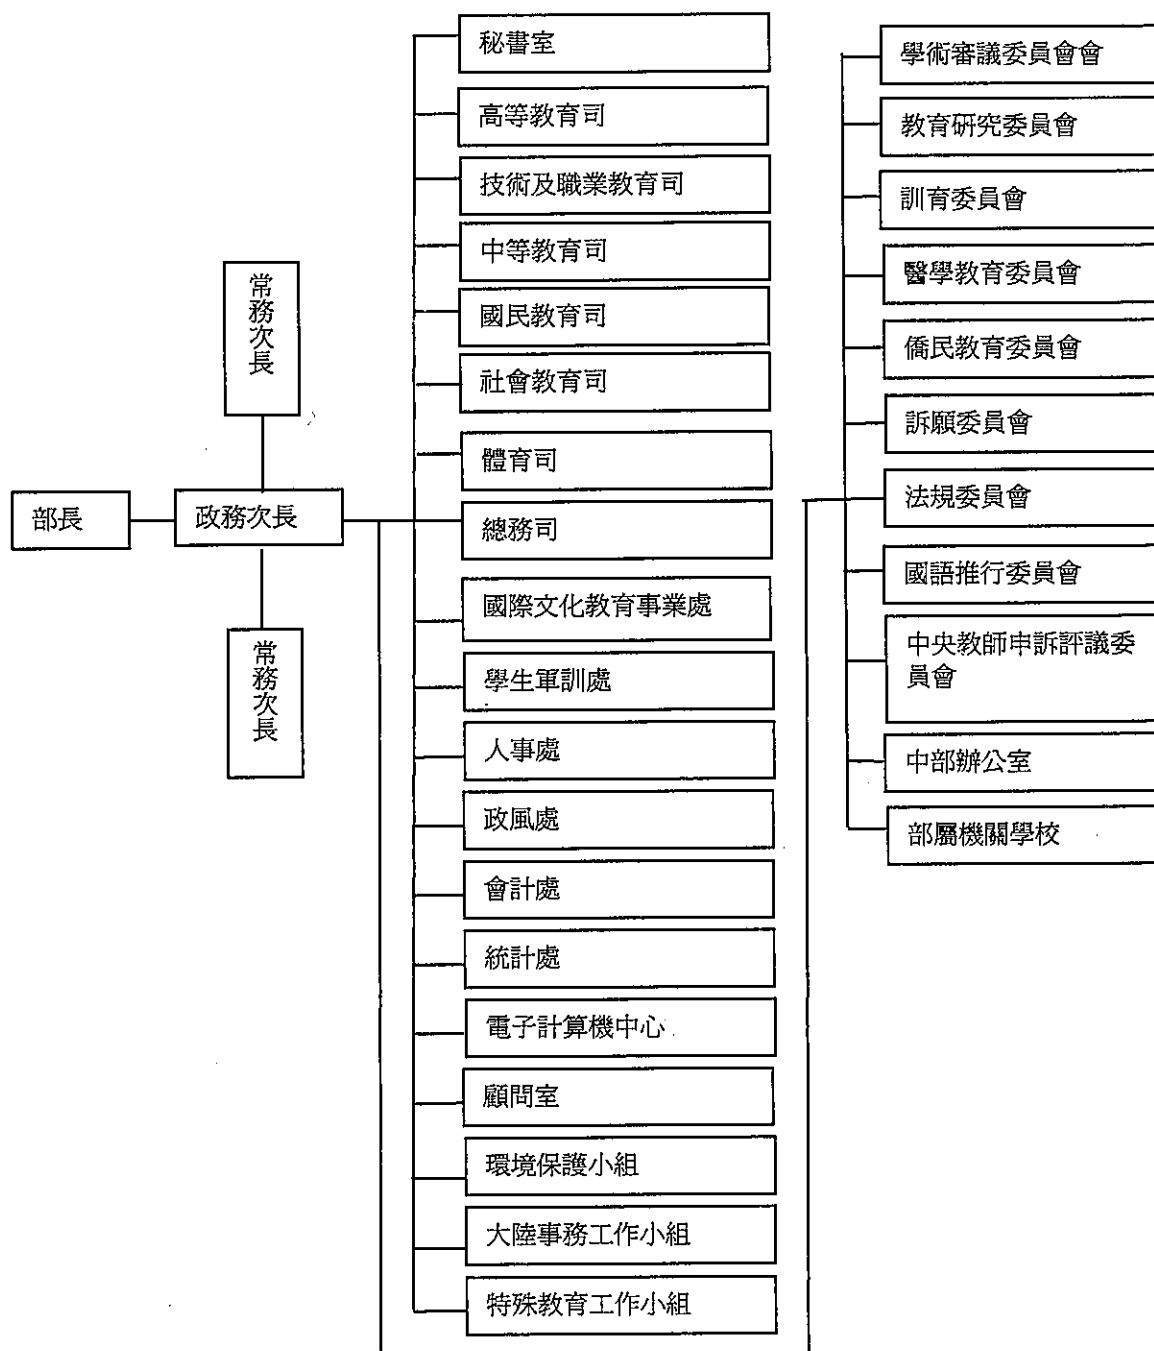 部長
政務次長
常務次長
常務次長
秘書室
高等教育司
技術及職業教育司
中等教育司
國民教育司
社會教育司
體育司
總務司
國際文化教育事業處
學生軍訓處
人事處
政風處
會計處
統計處
電子計算機中心
顧問室
環境保護小組
大陸事務工作小組
特殊教育工作小組
學術審議委員會會
教育研究委員會
訓育委員會
醫學教育委員會
僑民教育委員會
訴願委員會
法規委員會
國語推行委員會
中央教師申訴評議委
員會
中部辦公室
部屬機關學校